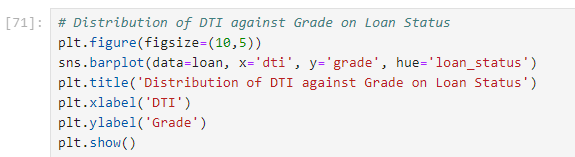 [71]: # Distribution of DTI against Grade on Loan Status
plt.figure(figsize=(10,5))
sns.barplot(data=loan, x='dti', y='grade', hue='loan_status')
plt.title('Distribution of DTI against Grade on Loan Status')
plt.xlabel('DTI')
plt.ylabel('Grade')
plt.show()